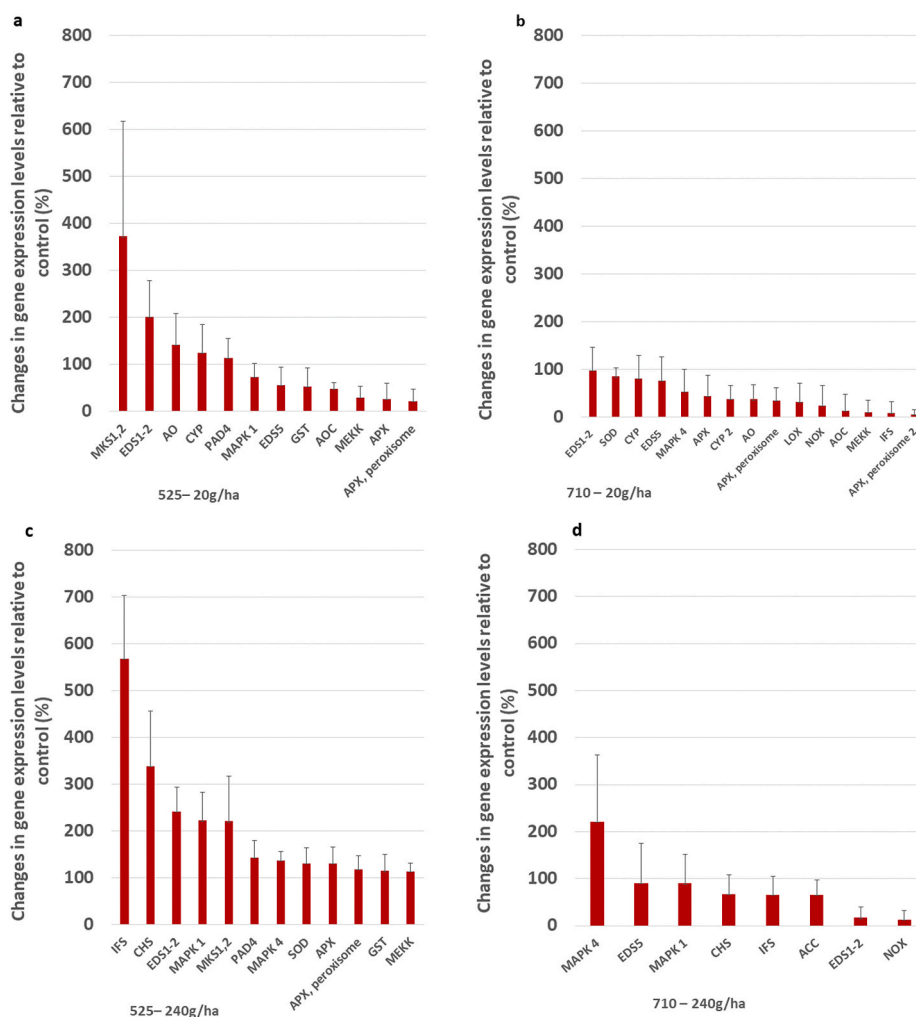 a
Changes in gene expression levels relative to
control (%)
800
700
600
500
400
300
200
100
0
MKS1,2
EDS1-2
AO
CYP
PAD4
MAPK 1
EDS5
GST
AOC
MEKK
APX
APX, peroxisome
525– 20g/ha
b
Changes in gene expression levels relative to
control (%)
800
700
600
500
400
300
200
100
0
EDS1-2
SOD
CYP
EDS5
MAPK 4
APX
CYP 2
AO
APX, peroxisome
LOX
NOX
AOC
MEKK
IFS
APX, peroxisome 2
710 – 20g/ha
c
Changes in gene expression levels relative to
control (%)
800
700
600
500
400
300
200
100
0
IFS
CHS
EDS1-2
MAPK 1
MKS1,2
PAD4
MAPK 4
SOD
APX
APX, peroxisome
GST
MEKK
525– 240g/ha
d
Changes in gene expression levels relative to
control (%)
800
700
600
500
400
300
200
100
0
MAPK 4
EDS5
MAPK 1
CHS
IFS
ACC
EDS1-2
NOX
710 – 240g/ha